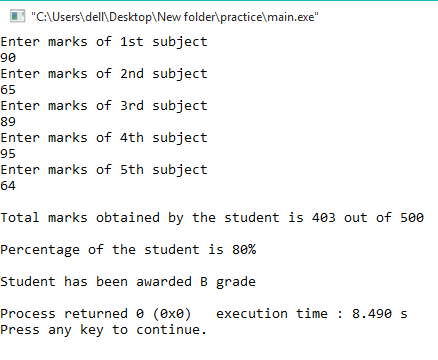 "C:\Users\dell\Desktop\New folder\practice\main.exe"
Enter marks of 1st subject
90
Enter marks of 2nd subject
65
Enter marks of 3rd subject
89
Enter marks of 4th subject
95
Enter marks of 5th subject
64
Total marks obtained by the student is 403 out of 500
Percentage of the student is 80%
Student has been awarded B grade
Process returned 0 (0x0)   execution time : 8.490 s
Press any key to continue.